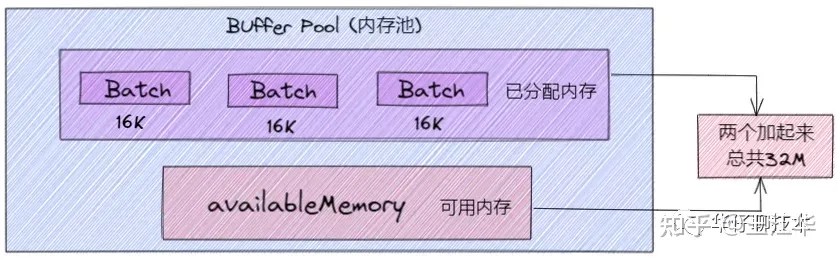 Buffer Pool (内存池)
Batch Batch Batch 已分配内存
16K 16K 16K
两个加起来
总共32M
availableMemory 可用内存
知乎